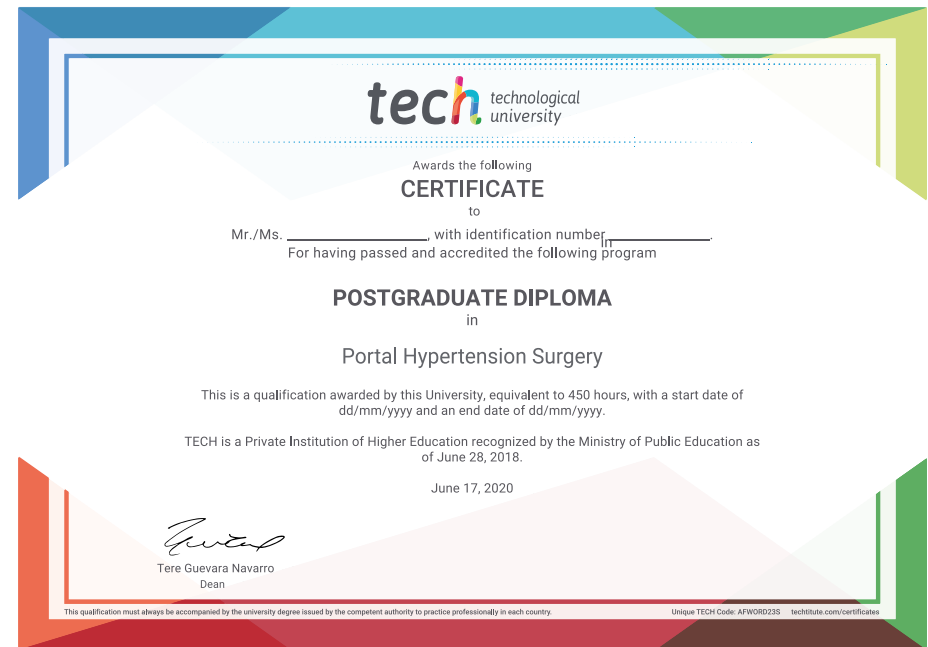 tech technological
university
Awards the following
CERTIFICATE
to
Mr./Ms. ____________, with identification number ____________.
In
For having passed and accredited the following program
POSTGRADUATE DIPLOMA
in
Portal Hypertension Surgery
This is a qualification awarded by this University, equivalent to 450 hours, with a start date of
dd/mm/yyyy and an end date of dd/mm/yyyy.
TECH is a Private Institution of Higher Education recognized by the Ministry of Public Education as
of June 28, 2018.
June 17, 2020
Tere Guevara Navarro
Dean
This qualification must always be accompanied by the university degree issued by the competent authority to practice professionally in each country.
Unique TECH Code: AFWORD23S techtitute.com/certificates